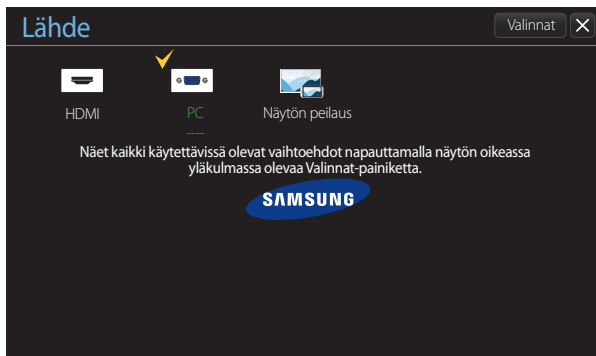 Lähde
Valinnat
HDMI
PC
----
Näytön peilaus
Näet kaikki käytettävissä olevat vaihtoehdot napauttamalla näytön oikeassa
yläkulmassa olevaa Valinnat-painiketta.
SAMSUNG